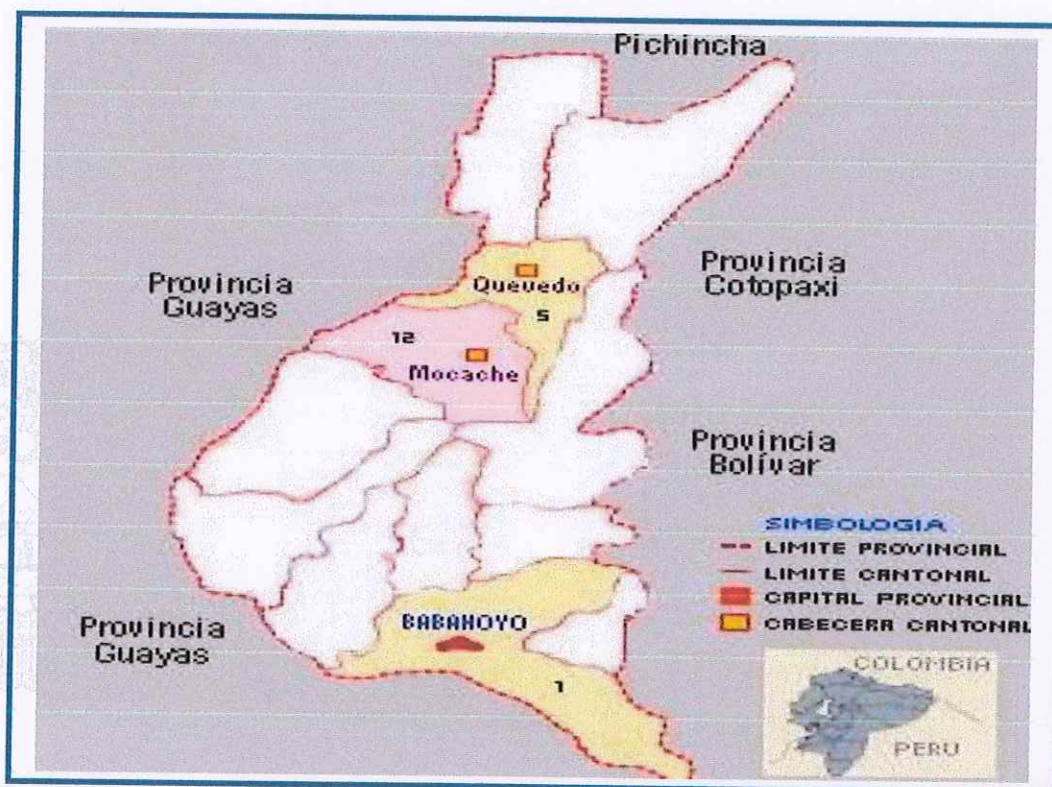 Pichincha
Provincia
Guayas
Provincia
Cotopaxi
Quevedo
5
12
Mocache
Provincia
Bolívar
SIMBOLOGIA
LIMITE PROVINCIAL
LIMITE CANTONAL
CAPITAL PROVINCIAL
CABECERA CANTONAL
BABAHOYO
Provincia
Guayas
1
COLOMBIA
PERU